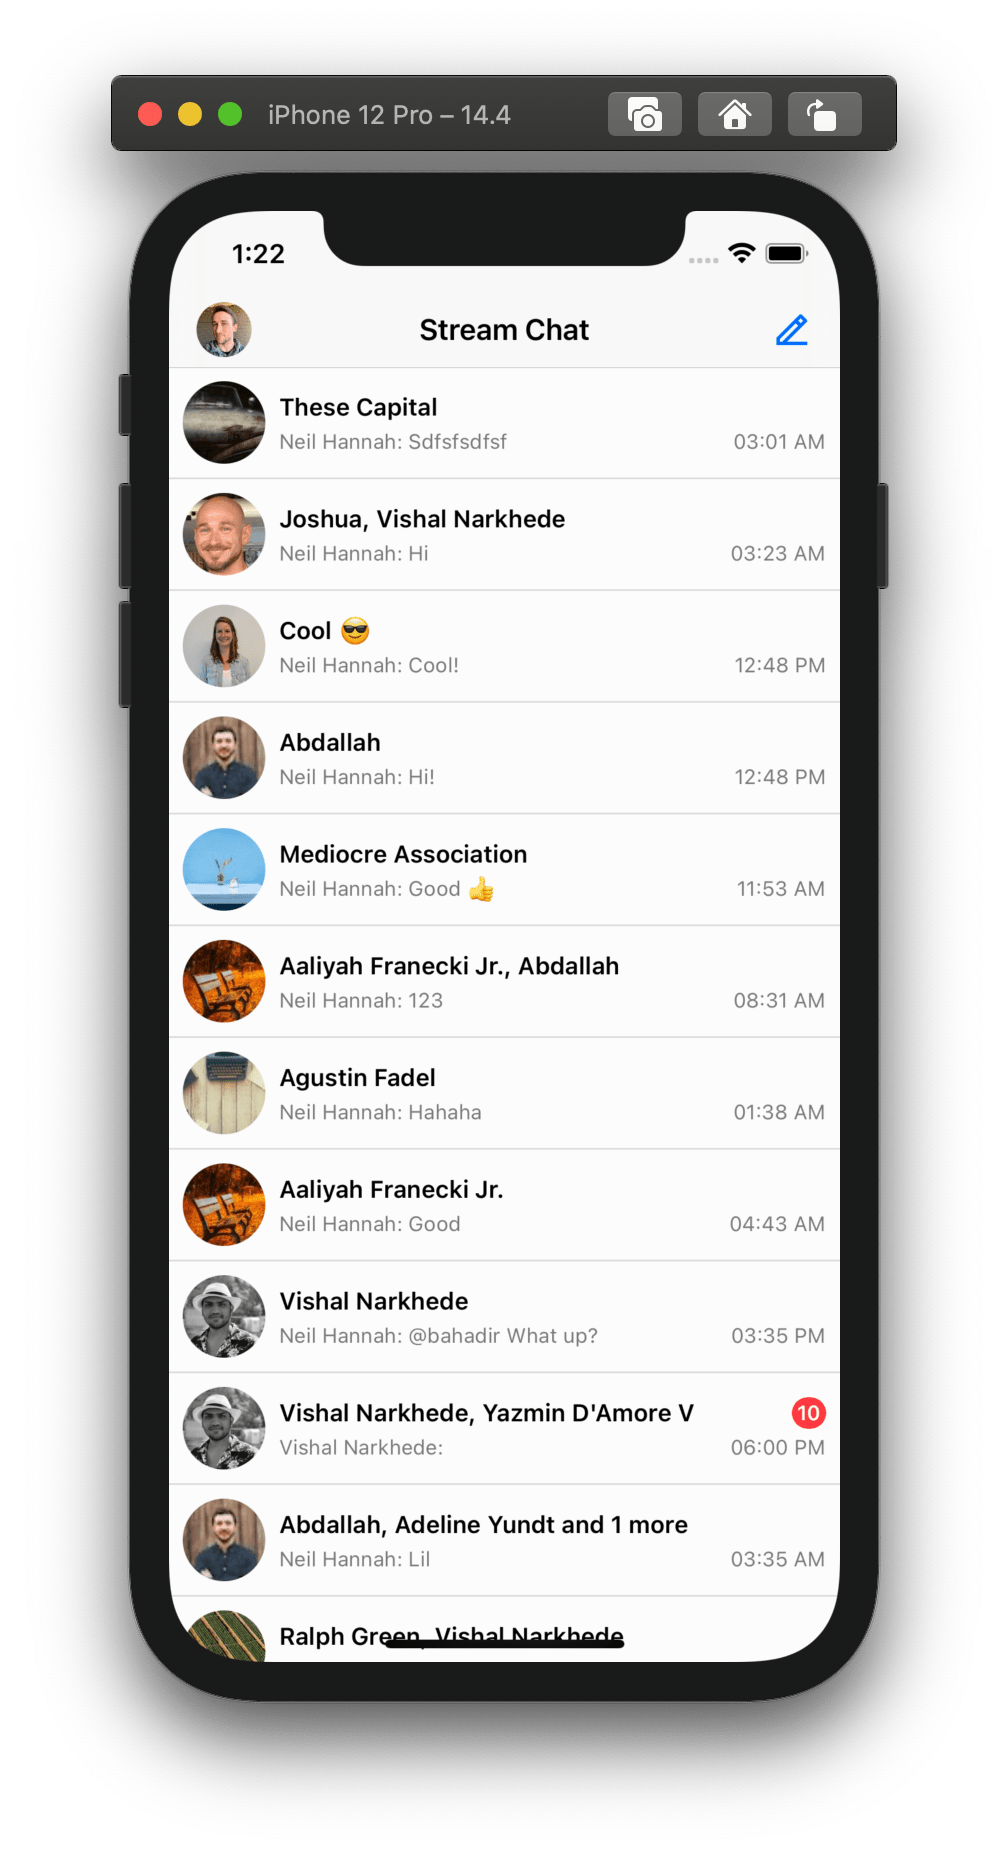 iPhone 12 Pro – 14.4
1:22
Stream Chat
These Capital
Neil Hannah: Sdfsfsdfsf 03:01 AM
Joshua, Vishal Narkhede
Neil Hannah: Hi 03:23 AM
Cool 😎
Neil Hannah: Cool! 12:48 PM
Abdallah
Neil Hannah: Hi! 12:48 PM
Mediocre Association
Neil Hannah: Good 👍 11:53 AM
Aaliyah Franecki Jr., Abdallah
Neil Hannah: 123 08:31 AM
Agustin Fadel
Neil Hannah: Hahaha 01:38 AM
Aaliyah Franecki Jr.
Neil Hannah: Good 04:43 AM
Vishal Narkhede
Neil Hannah: @bahadir What up? 03:35 PM
Vishal Narkhede, Yazmin D'Amore V 10
Vishal Narkhede: 06:00 PM
Abdallah, Adeline Yundt and 1 more
Neil Hannah: Lil 03:35 AM
Ralph Green, Vishal Narkhede